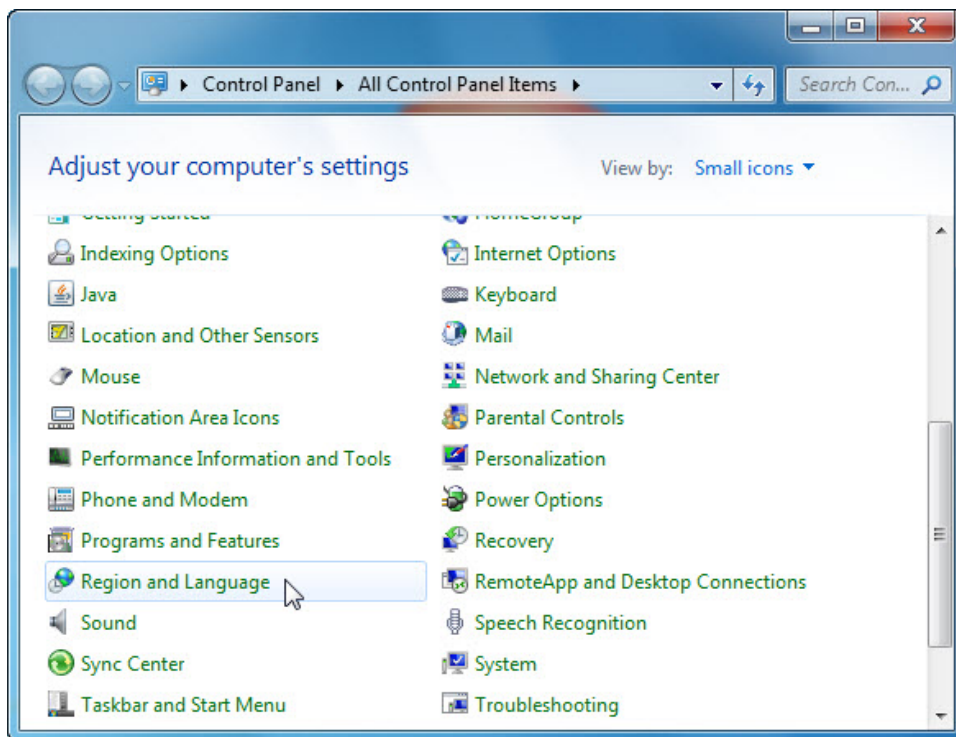 Control Panel All Control Panel Items Search Con...
Adjust your computer's settings View by: Small icons
Getting Started HomeGroup
Indexing Options Internet Options
Java Keyboard
Location and Other Sensors Mail
Mouse Network and Sharing Center
Notification Area Icons Parental Controls
Performance Information and Tools Personalization
Phone and Modem Power Options
Programs and Features Recovery
Region and Language RemoteApp and Desktop Connections
Sound Speech Recognition
Sync Center System
Taskbar and Start Menu Troubleshooting